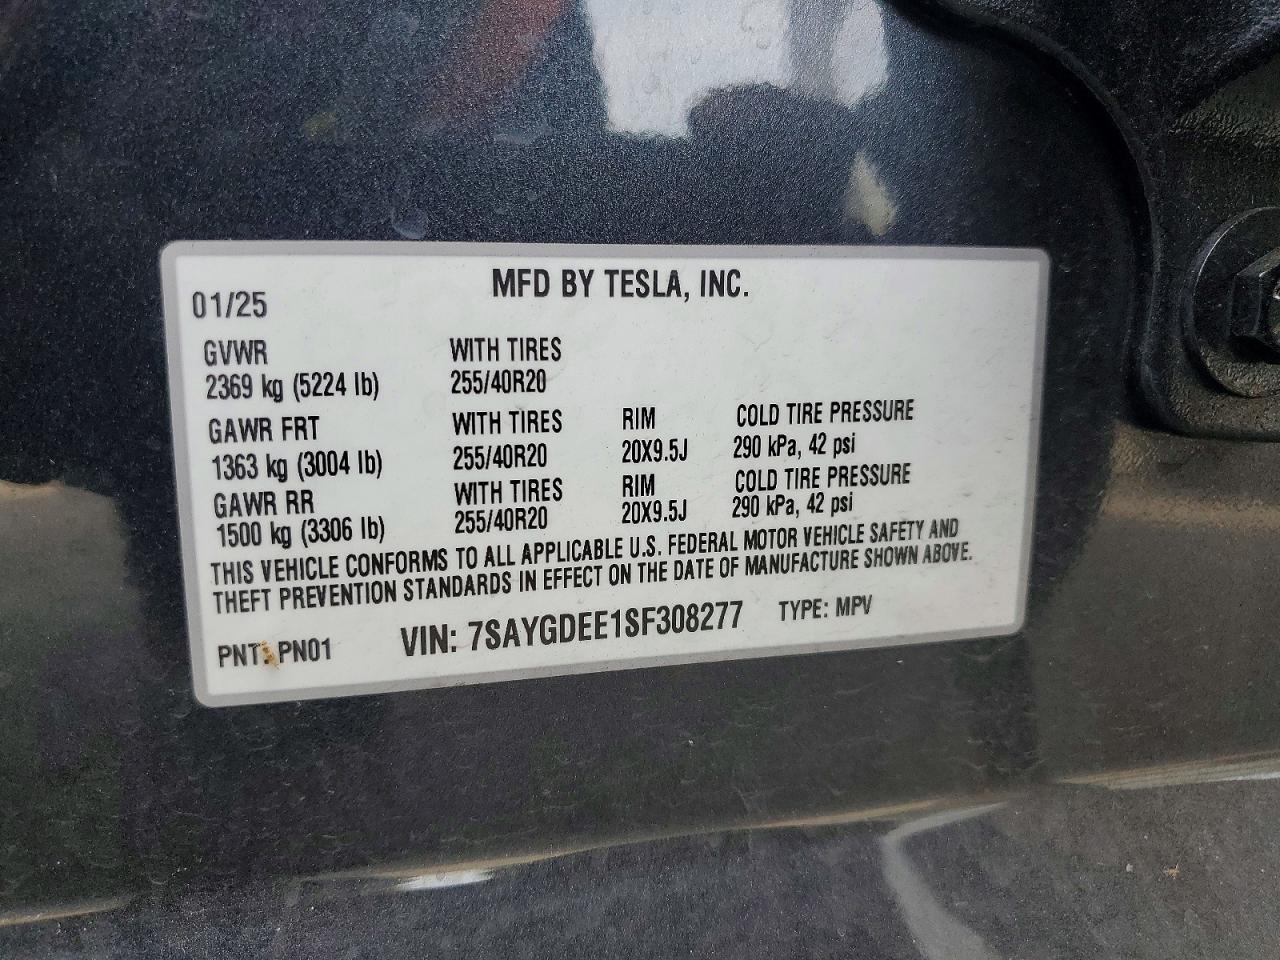 MFD BY TESLA, INC.
01/25
GVWR WITH TIRES
2369 kg (5224 lb) 255/40R20
GAWR FRT WITH TIRES RIM COLD TIRE PRESSURE
1363 kg (3004 lb) 255/40R20 20X9.5J 290 kPa, 42 psi
GAWR RR WITH TIRES RIM COLD TIRE PRESSURE
1500 kg (3306 lb) 255/40R20 20X9.5J 290 kPa, 42 psi
THIS VEHICLE CONFORMS TO ALL APPLICABLE U.S. FEDERAL MOTOR VEHICLE SAFETY AND
THEFT PREVENTION STANDARDS IN EFFECT ON THE DATE OF MANUFACTURE SHOWN ABOVE.
PNT: PN01 VIN: 7SAYGDEE1SF308277 TYPE: MPV